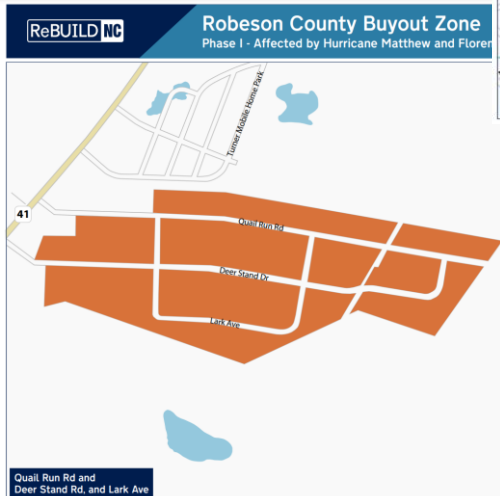 ReBUILD NC
Robeson County Buyout Zone
Phase I - Affected by Hurricane Matthew and Floren
Turner Mobile Home Park
41
Quail Run Rd
Deer Stand Dr
Lark Ave
Quail Run Rd and
Deer Stand Rd, and Lark Ave